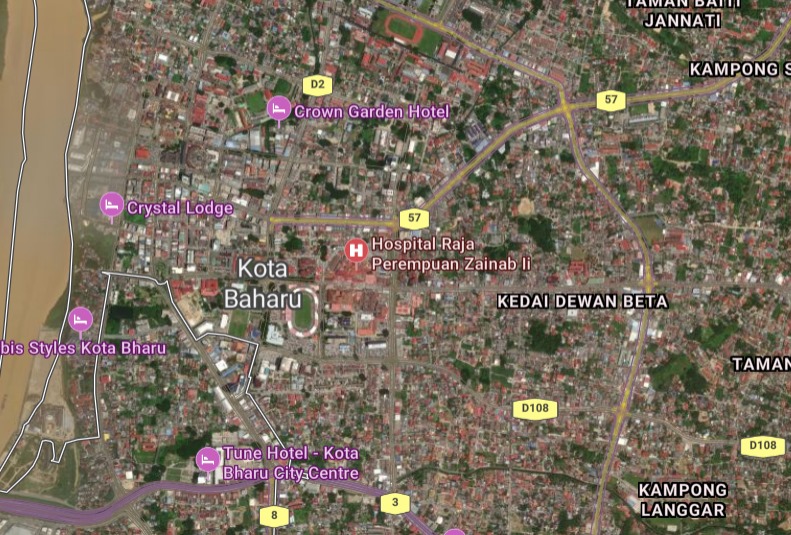 TAMAN BAITI
JANNATI
KAMPONG S
D2
57
Crown Garden Hotel
Crystal Lodge
57
Hospital Raja
Perempuan Zainab Ii
Kota
Baharu
KEDAI DEWAN BETA
bis Styles Kota Bharu
TAMAN
D108
D108
Tune Hotel - Kota
Bharu City Centre
KAMPONG
LANGGAR
3
8